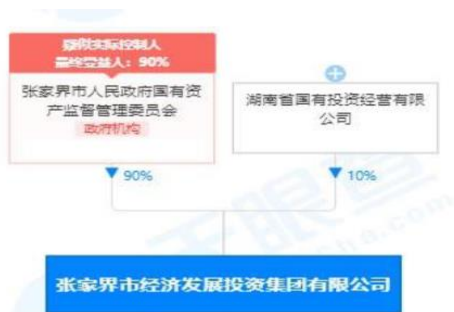 疑似实际控制人
最终受益人：90%
张家界市人民政府国有资
产监督管理委员会
政府机构
湖南省国有投资经营有限
公司
90%
10%
张家界市经济发展投资集团有限公司